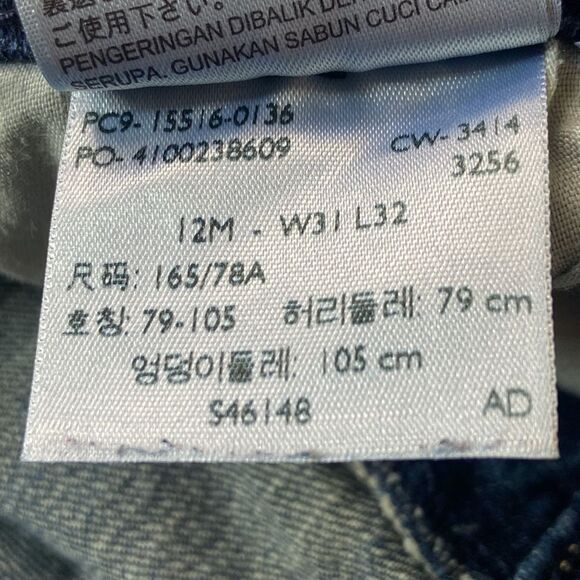 ご使用下さい。
PENGERINGAN DIBALIK DE
SERUPA. GUNAKAN SABUN CUCI CA
PC9-15516-0136
PO-4100238609
CW-3414
3256
12M - W31 L32
尺码: 165/78A
호칭: 79-105 허리둘레: 79 cm
엉덩이둘레: 105 cm
S46148
AD